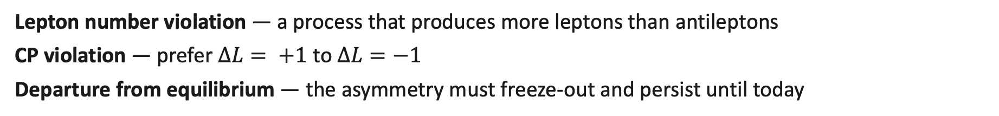 Lepton number violation — a process that produces more leptons than antileptons
CP violation — prefer Δ𝐿 = +1 to Δ𝐿 = −1
Departure from equilibrium — the asymmetry must freeze-out and persist until today